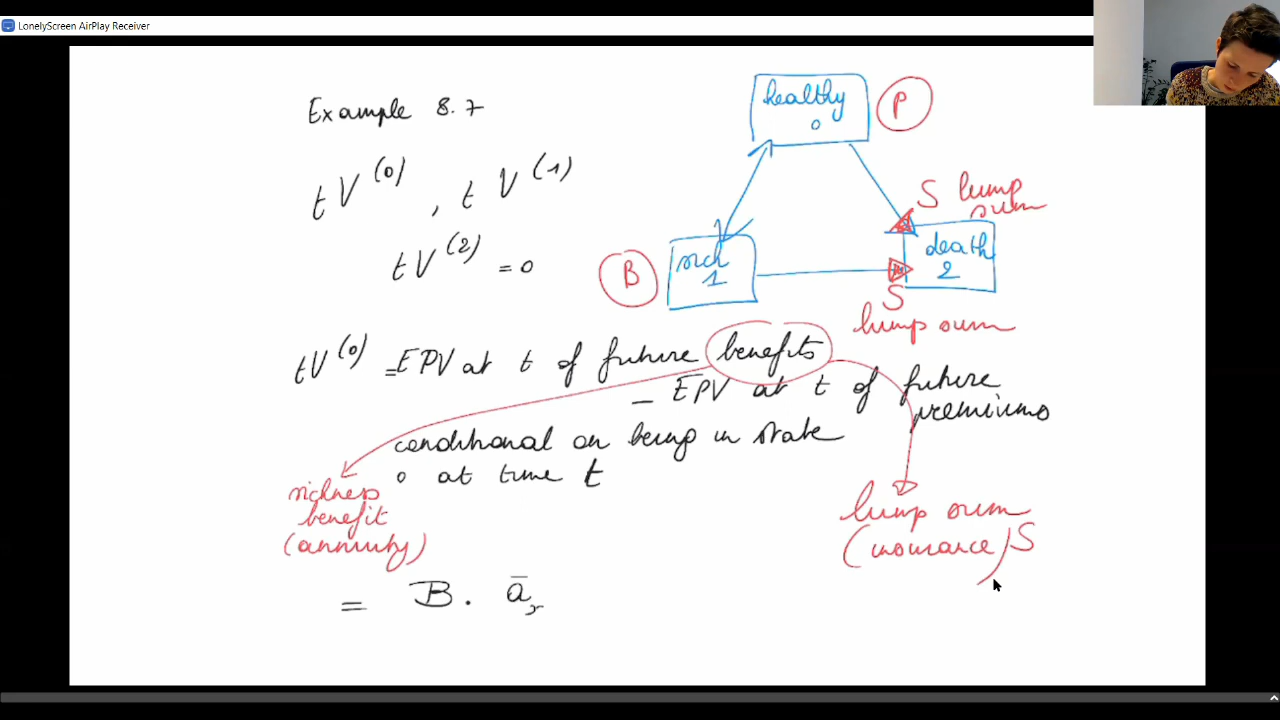 LonelyScreen AirPlay Receiver
Example 8.7
tV^(0), tV^(1)
tV^(2) = 0
healthy
0
P
S lump
sum
sick
1
B
death
2
S
lump sum
tV^(0) = EPV at t of future benefits
- EPV at t of future
premiums
conditional on being in state
0 at time t
sickness
benefit
(annuity)
lump sum
(insurance) S
= B. ā_x